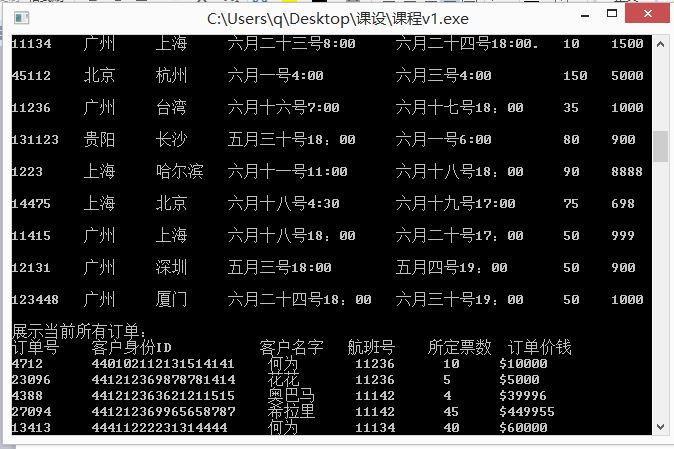 C:\Users\q\Desktop\课设\课程v1.exe
11134 广州 上海 六月二十三号8:00 六月二十四号18:00. 10 1500
45112 北京 杭州 六月一号4:00 六月三号4:00 150 5000
11236 广州 台湾 六月十六号7:00 六月十七号18：00 35 1000
131123 贵阳 长沙 五月三十号18：00 六月一号6:00 80 900
1223 上海 哈尔滨 六月十一号11:00 六月十八号18：00 90 8888
14475 上海 北京 六月十八号4:30 六月十九号17:00 75 698
11415 广州 上海 六月十八号18：00 六月二十号17：00 50 999
12131 广州 深圳 五月三号18:00 五月四号19：00 50 900
123448 广州 厦门 六月二十四号18：00 六月三十号19：00 50 1000
展示当前所有订单：
订单号 客户身份ID 客户名字 航班号 所定票数 订单价钱
4712 440102112131514141 何为 11236 10 $10000
23096 441212369878781414 花花 11236 5 $5000
4388 441212363621211515 奥巴马 11142 4 $39996
27094 441212369965658787 希拉里 11142 45 $449955
13413 44411222231314444 何为 11134 40 $60000